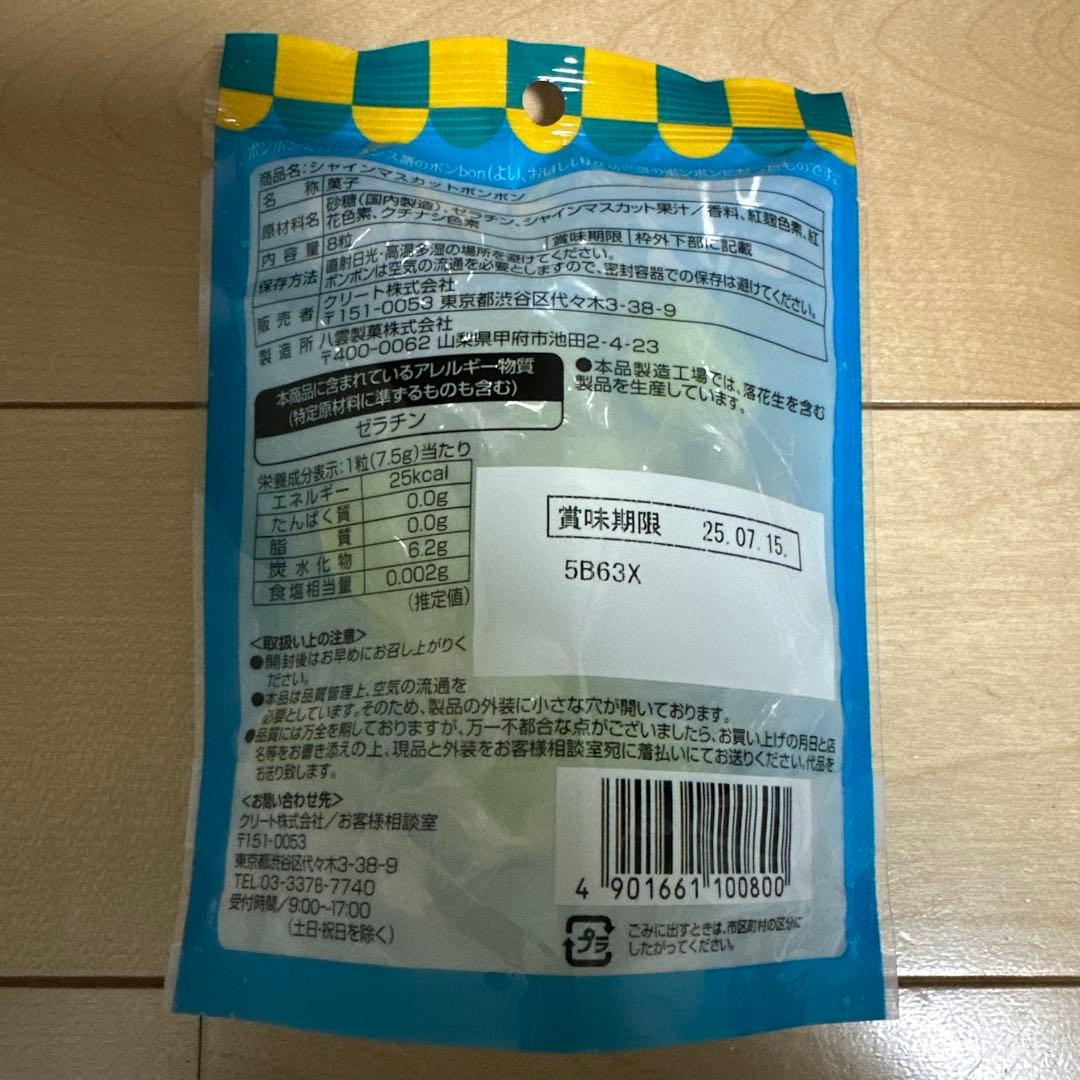 ス語のボンbon(よい、おいしい)
ものです。
商品名:シャインマスカットボンボン
名 称 菓子
原材料名 砂糖(国内製造)、ゼラチン、シャインマスカット果汁/香料、紅麹色素、紅
花色素、クチナシ色素
内容量 8粒 賞味期限 枠外下部に記載
保存方法 直射日光・高温多湿の場所を避けてください。
ボンボンは空気の流通を必要としますので、密封容器での保存は避けてください。
販売者 クリート株式会社
〒151-0053 東京都渋谷区代々木3-38-9
製造所 八雲製菓株式会社
〒400-0062 山梨県甲府市池田2-4-23
本商品に含まれているアレルギー物質
(特定原材料に準ずるものも含む)
ゼラチン
●本品製造工場では、落花生を含む
製品を生産しています。
栄養成分表示:1粒(7.5g)当たり
エネルギー 25kcal
たんぱく質 0.0g
脂質 0.0g
炭水化物 6.2g
食塩相当量 0.002g
(推定値)
賞味期限 25.07.15.
5B63X
<取扱い上の注意>
●開封後はお早めにお召し上がりく
ださい。
●本品は品質管理上、空気の流通を
必要としています。そのため、製品の外装に小さな穴が開いております。
●品質には万全を期しておりますが、万一不都合な点がございましたら、お買い上げの月日と店
名等をお書き添えの上、現品と外装をお客様相談室宛に着払いにてお送りください。代品を
お送り致します。
<お問い合わせ先>
クリート株式会社/お客様相談室
〒151-0053
東京都渋谷区代々木3-38-9
TEL:03-3378-7740
受付時間/9:00~17:00
(土日・祝日を除く)
4 901661 100800
プラ
ごみに出すときは、市区町村の区分に
したがってください。